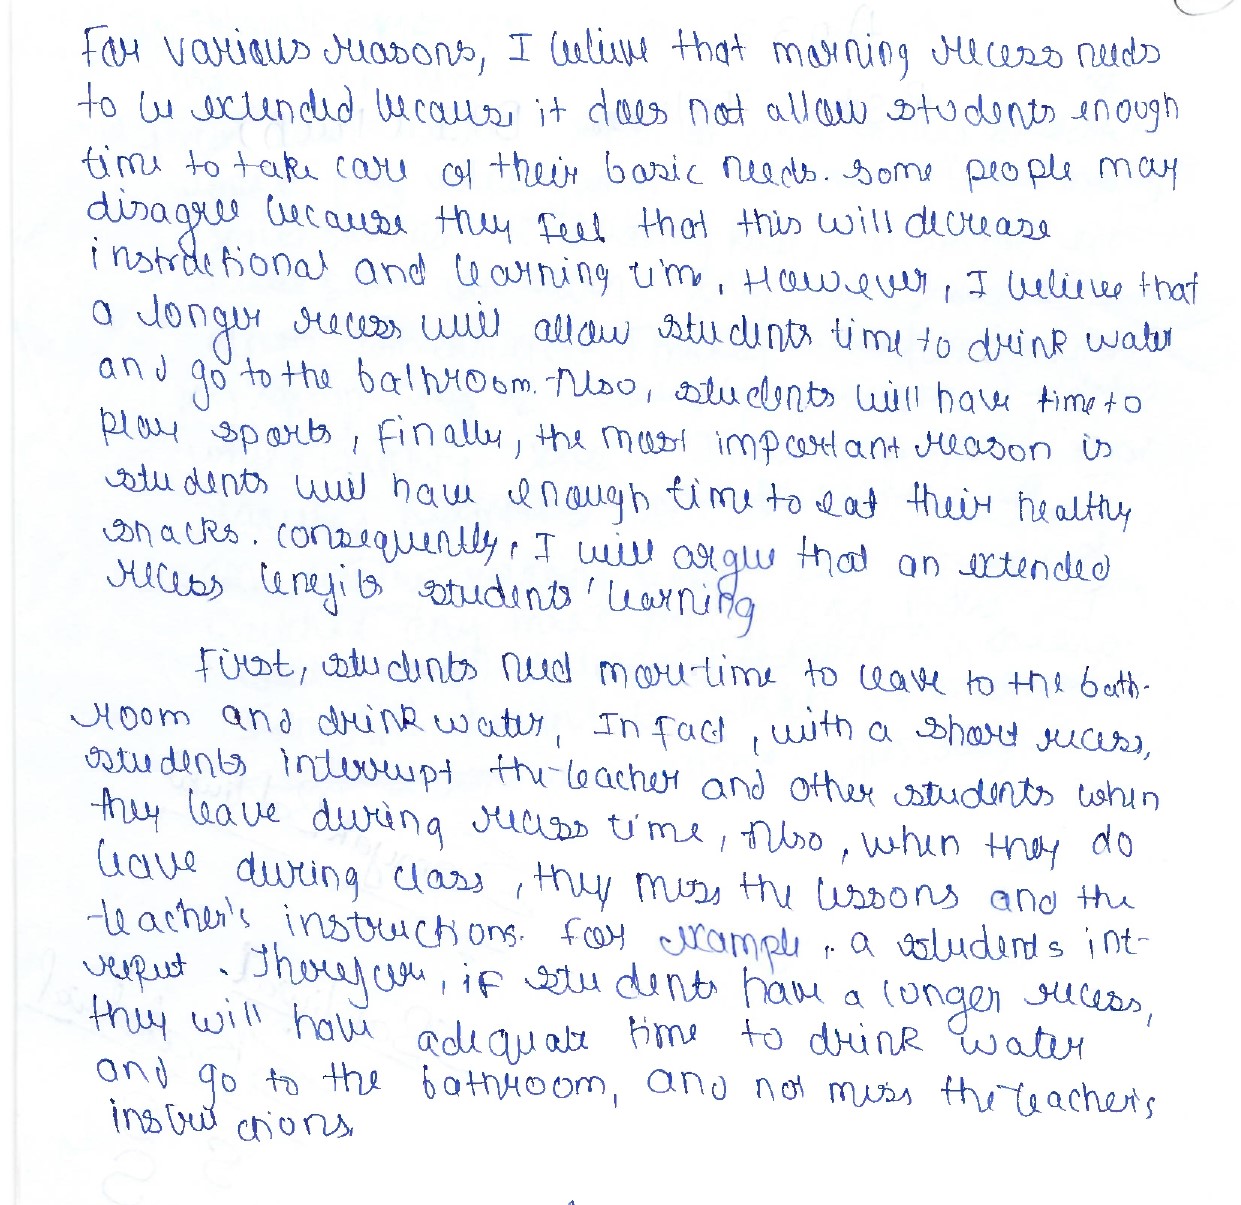 For various reasons, I believe that morning recess needs
to be extended because it does not allow students enough
time to take care of their basic needs. some people may
disagree because they feel that this will decrease
instructional and learning time. However, I believe that
a longer recess will allow students time to drink water
and go to the bathroom. Also, students will have time to
play sports, Finally, the most important reason is
students will have enough time to eat their healthy
snacks. consequently, I will argue that an extended
recess benefits students' learning
First, students need more time to leave to the bath-
room and drink water, In fact, with a short recess,
students interrupt the teacher and other students when
they leave during recess time, Also, when they do
leave during class, they miss the lessons and the
teacher's instructions. For example, a students int-
erput. Therefore, if students have a longer recess,
they will have adequate time to drink water
and go to the bathroom, and not miss the teacher's
instructions